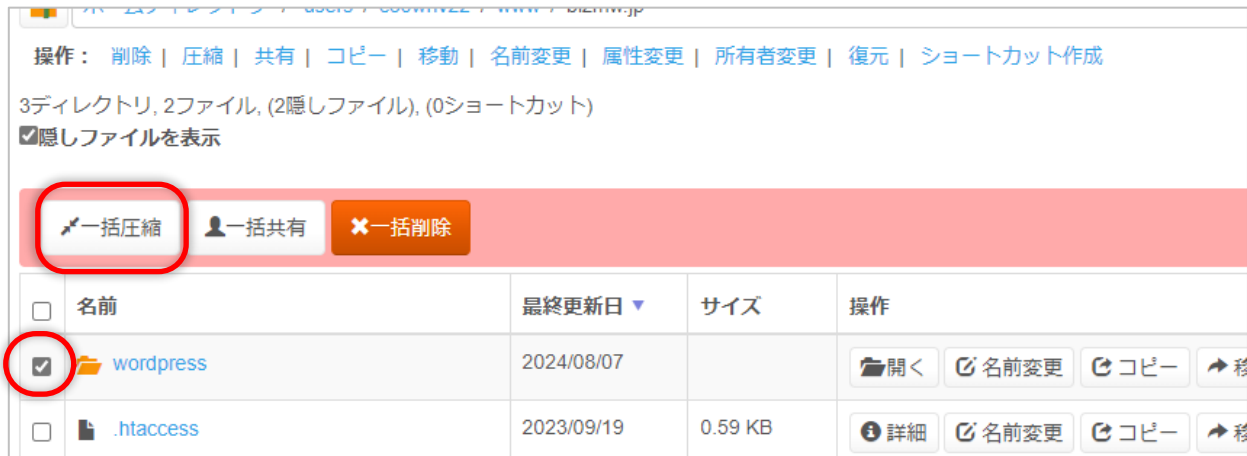 操作： 削除 | 圧縮 | 共有 | コピー | 移動 | 名前変更 | 属性変更 | 所有者変更 | 復元 | ショートカット作成
3ディレクトリ, 2ファイル, (2隠しファイル), (0ショートカット)
隠しファイルを表示
一括圧縮 一括共有 一括削除
名前 最終更新日 サイズ 操作
wordpress 2024/08/07 開く 名前変更 コピー
.htaccess 2023/09/19 0.59 KB 詳細 名前変更 コピー